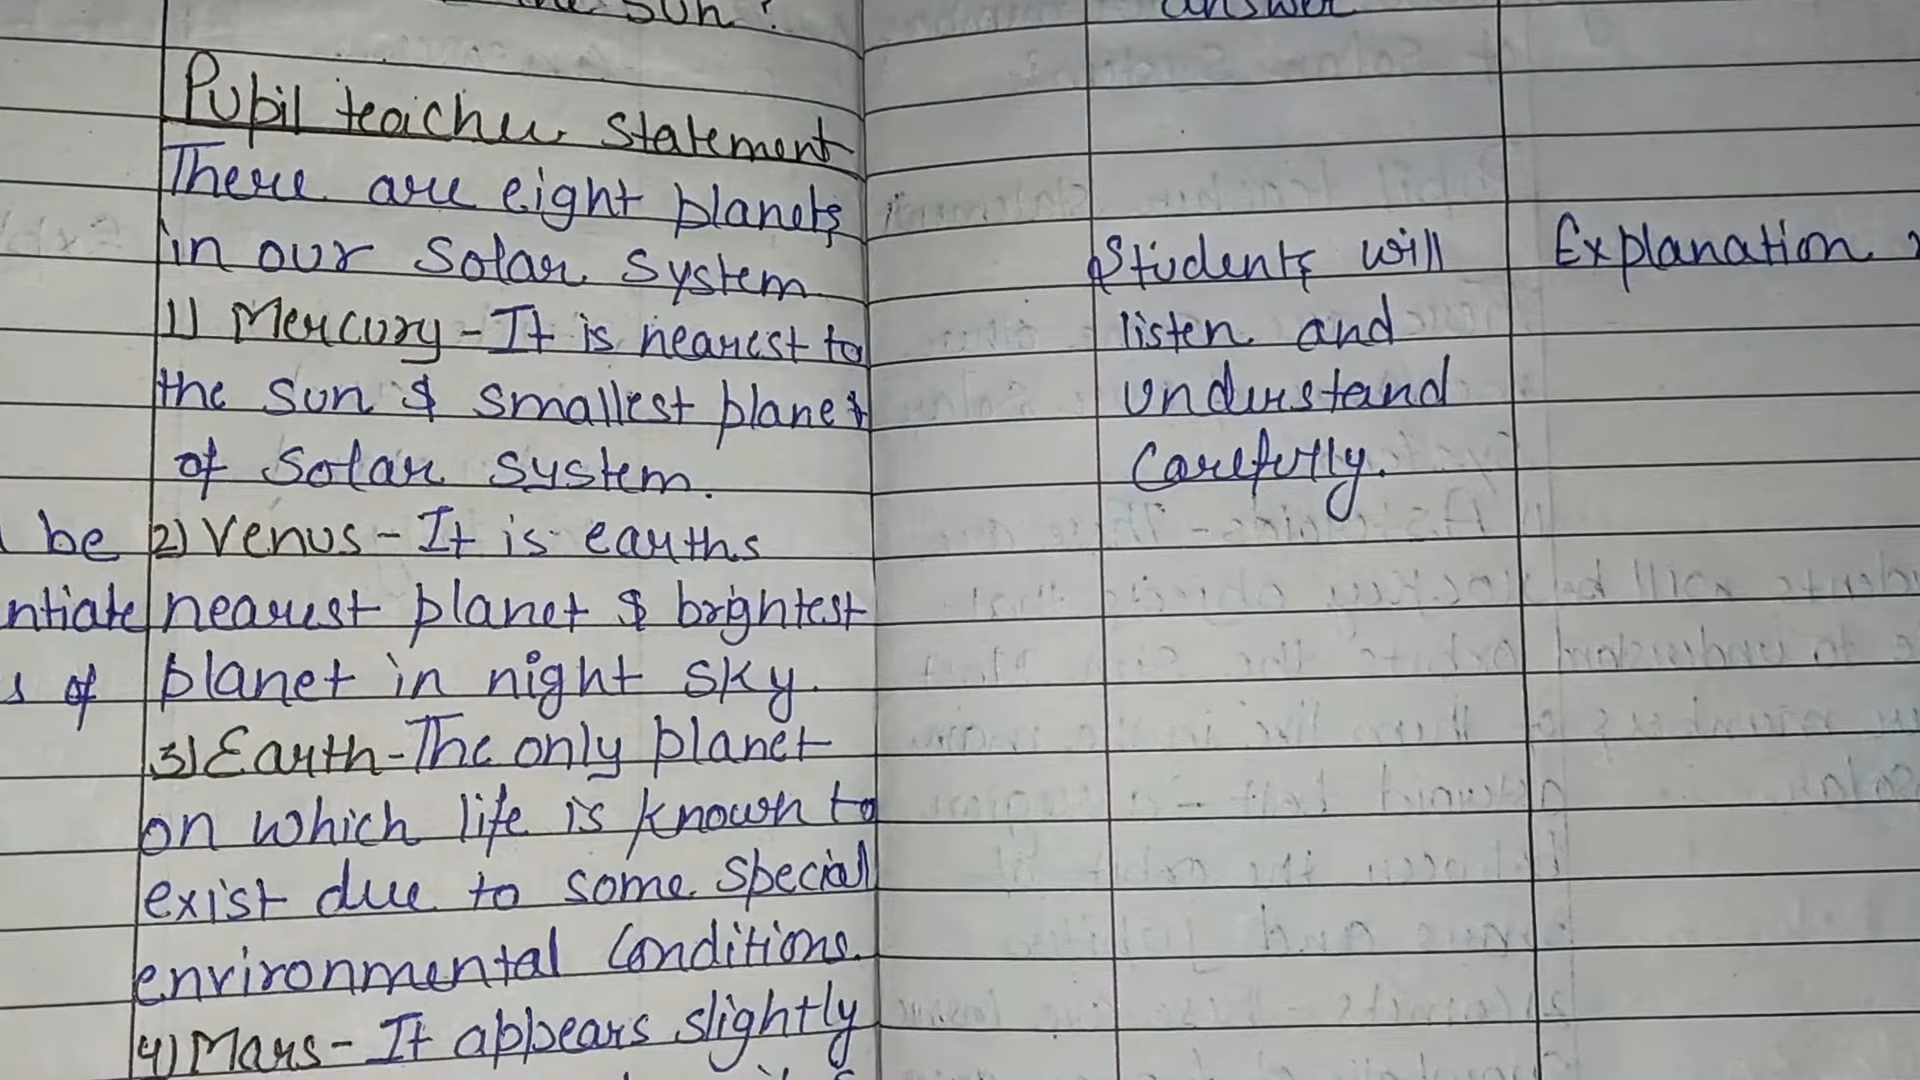 the Sun?
answer
Pupil teacher Statement
There are eight planets
in our Solar System
1) Mercury - It is nearest to
the Sun & smallest planet
of Solar System.
2) Venus - It is earths
nearest planet & brightest
planet in night sky.
3) Earth - The only planet
on which life is known to
exist due to some special
environmental Conditions.
4) Mars - It appears slightly
be
ntiate
s of
Students will
listen and
understand
Carefully.
Explanation